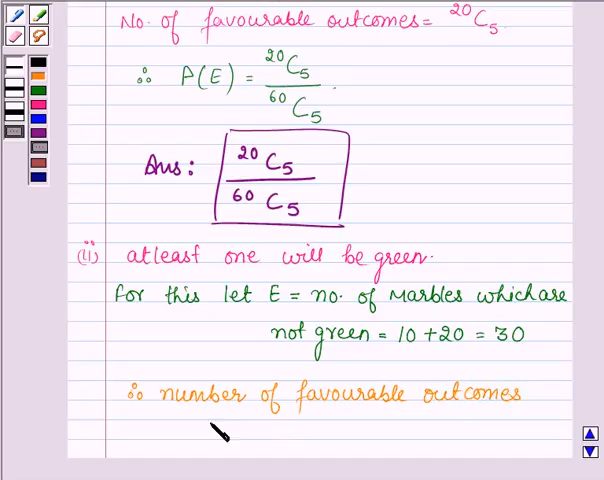 No. of favourable outcomes = ²⁰C₅
∴ P(E) = ²⁰C₅ / ⁶⁰C₅.
Ans: ²⁰C₅ / ⁶⁰C₅
(ii) atleast one will be green.
For this let E = no. of Marbles which are
not green = 10 + 20 = 30
∴ number of favourable outcomes